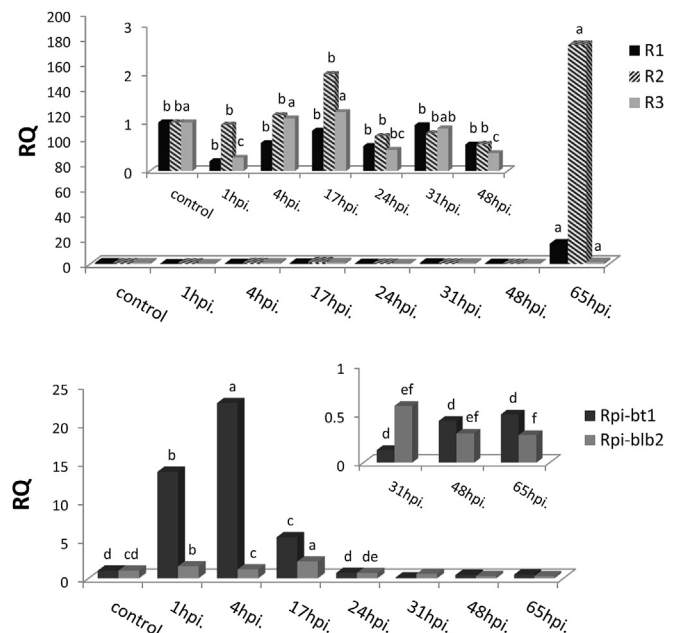 200
180
160
140
120
100
80
60
40
20
0
RQ
3
2
1
0
b b a
b b c
b b a
b b a
b b bc
b b ab
b b c
control 1hpi. 4hpi. 17hpi. 24hpi. 31hpi. 48hpi.
a a a
R1
R2
R3
control 1hpi. 4hpi. 17hpi. 24hpi. 31hpi. 48hpi. 65hpi.
25
20
15
10
5
0
RQ
d cd
b b
a c
c a
d de
1
0.5
0
d ef
d ef
d f
31hpi. 48hpi. 65hpi.
Rpi-bt1
Rpi-blb2
control 1hpi. 4hpi. 17hpi. 24hpi. 31hpi. 48hpi. 65hpi.